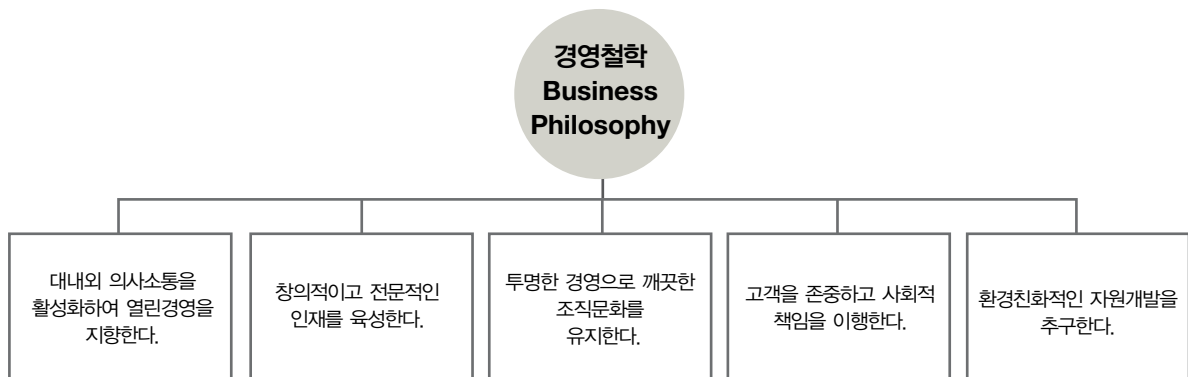 경영철학
Business
Philosophy
대내외 의사소통을
활성화하여 열린경영을
지향한다.
창의적이고 전문적인
인재를 육성한다.
투명한 경영으로 깨끗한
조직문화를
유지한다.
고객을 존중하고 사회적
책임을 이행한다.
환경친화적인 자원개발을
추구한다.